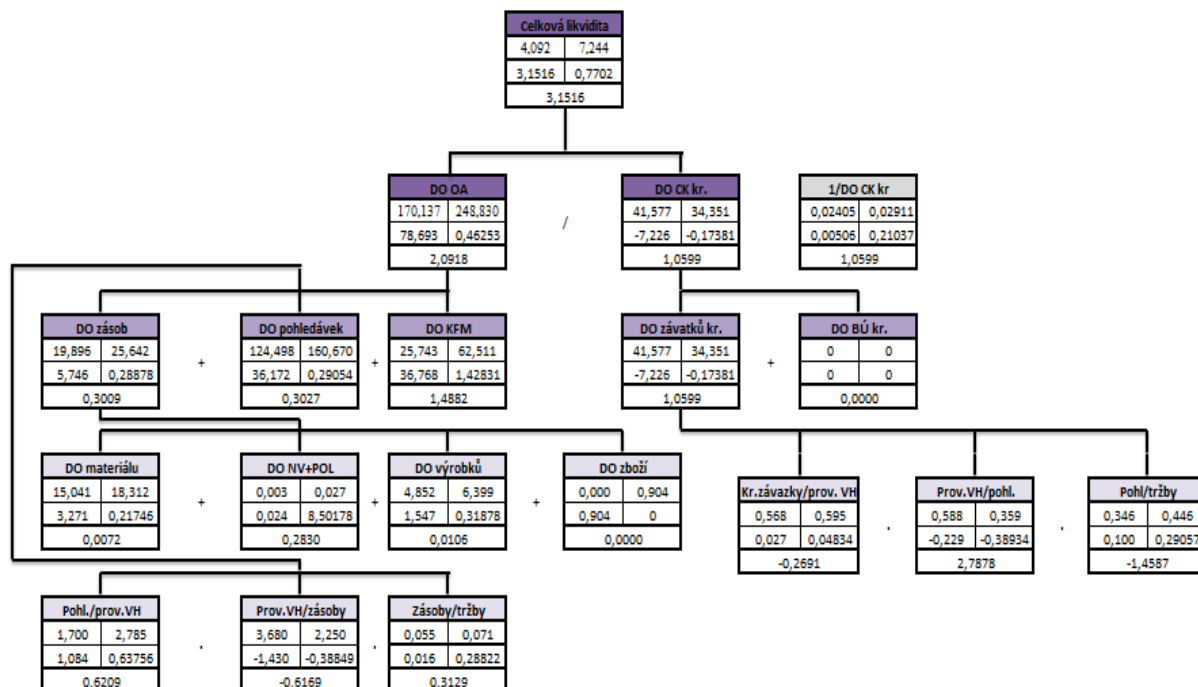 Celková likvidita
4,092 7,244
3,1516 0,7702
3,1516
DO OA DO CK kr. 1/DO CK kr
170,137 248,830 / 41,577 34,351 0,02405 0,02911
78,693 0,46253 -7,226 -0,17381 0,00506 0,21037
2,0918 1,0599 1,0599
DO zásob DO pohledávek DO KFM DO závatků kr. DO BÚ kr.
19,896 25,642 + 124,498 160,670 + 25,743 62,511 41,577 34,351 + 0 0
5,746 0,28878 36,172 0,29054 36,768 1,42831 -7,226 -0,17381 0 0
0,3009 0,3027 1,4882 1,0599 0,0000
DO materiálu DO NV+POL DO výrobků DO zboží
15,041 18,312 + 0,003 0,027 + 4,852 6,399 + 0,000 0,904
3,271 0,21746 0,024 8,50178 1,547 0,31878 0,904 0
0,0072 0,2830 0,0106 0,0000
Kr.závazky/prov. VH Prov.VH/pohl. Pohl/tržby
0,568 0,595 . 0,588 0,359 . 0,346 0,446
0,027 0,04834 -0,229 -0,38934 0,100 0,29057
-0,2691 2,7878 -1,4587
Pohl./prov.VH Prov.VH/zásoby Zásoby/tržby
1,700 2,785 . 3,680 2,250 . 0,055 0,071
1,084 0,63756 -1,430 -0,38849 0,016 0,28822
0,6209 -0,6169 0,3129